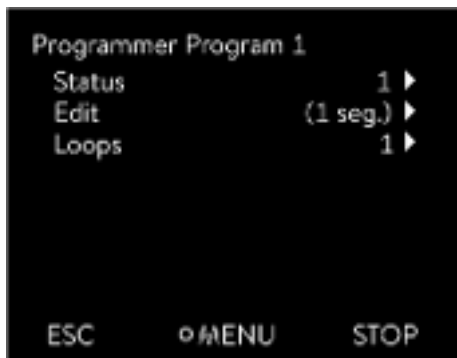 Programmer Program 1
Status 1
Edit (1 seg.)
Loops 1
ESC MENU STOP